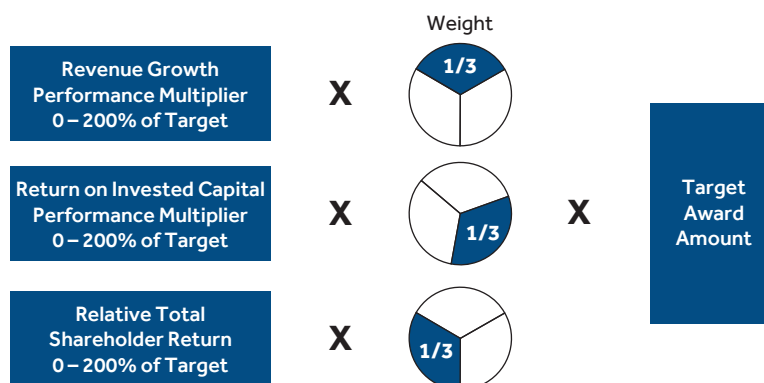 Weight
Revenue Growth
Performance Multiplier
0 – 200% of Target
X
1/3
Return on Invested Capital
Performance Multiplier
0 – 200% of Target
X
1/3
X
Target
Award
Amount
Relative Total
Shareholder Return
0 – 200% of Target
X
1/3